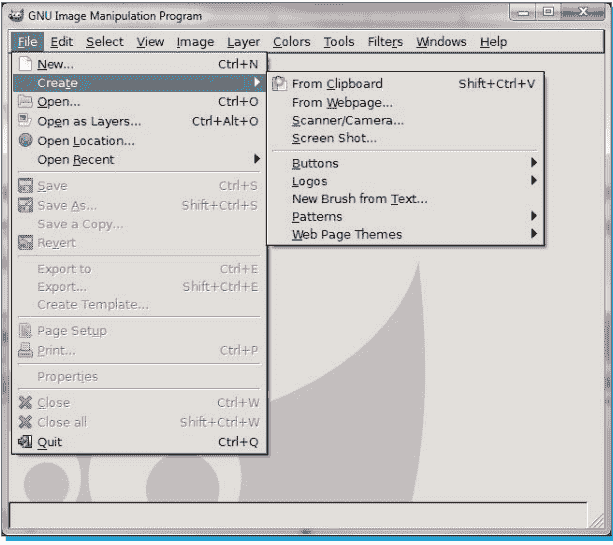 GNU Image Manipulation Program
File Edit Select View Image Layer Colors Tools Filters Windows Help
New... Ctrl+N
Create
Open... Ctrl+O
Open as Layers... Ctrl+Alt+O
Open Location...
Open Recent
Save Ctrl+S
Save As... Shift+Ctrl+S
Save a Copy...
Revert
Export to Ctrl+E
Export... Shift+Ctrl+E
Create Template...
Page Setup
Print... Ctrl+P
Properties
Close Ctrl+W
Close all Shift+Ctrl+W
Quit Ctrl+Q
From Clipboard Shift+Ctrl+V
From Webpage...
Scanner/Camera...
Screen Shot...
Buttons
Logos
New Brush from Text...
Patterns
Web Page Themes